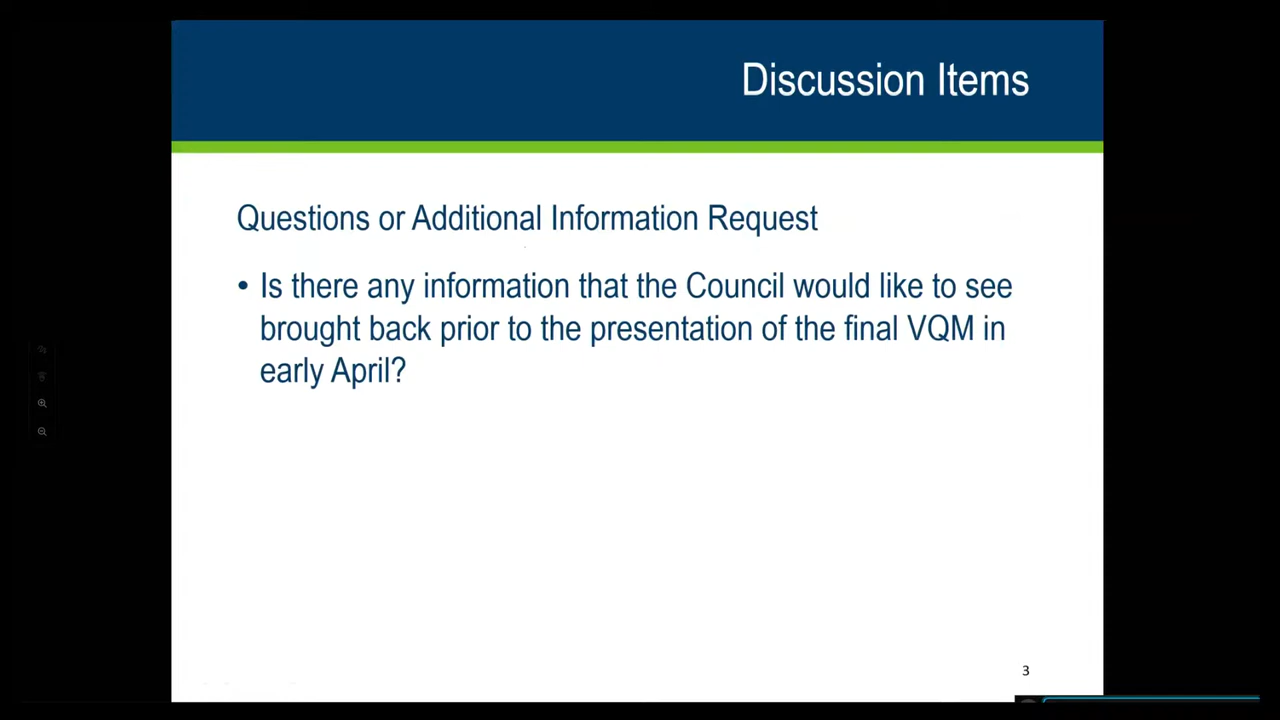 Discussion Items
Questions or Additional Information Request
• Is there any information that the Council would like to see
brought back prior to the presentation of the final VQM in
early April?
3